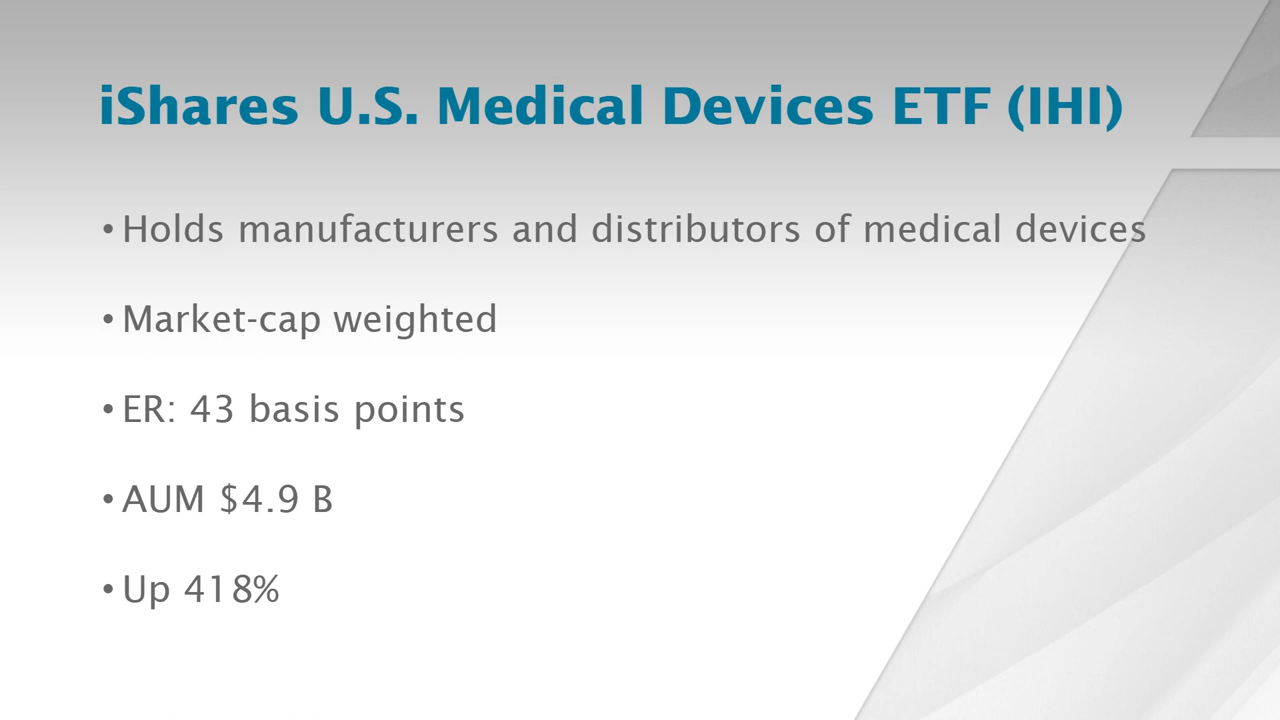 iShares U.S. Medical Devices ETF (IHI)
• Holds manufacturers and distributors of medical devices
• Market-cap weighted
• ER: 43 basis points
• AUM $4.9 B
• Up 418%